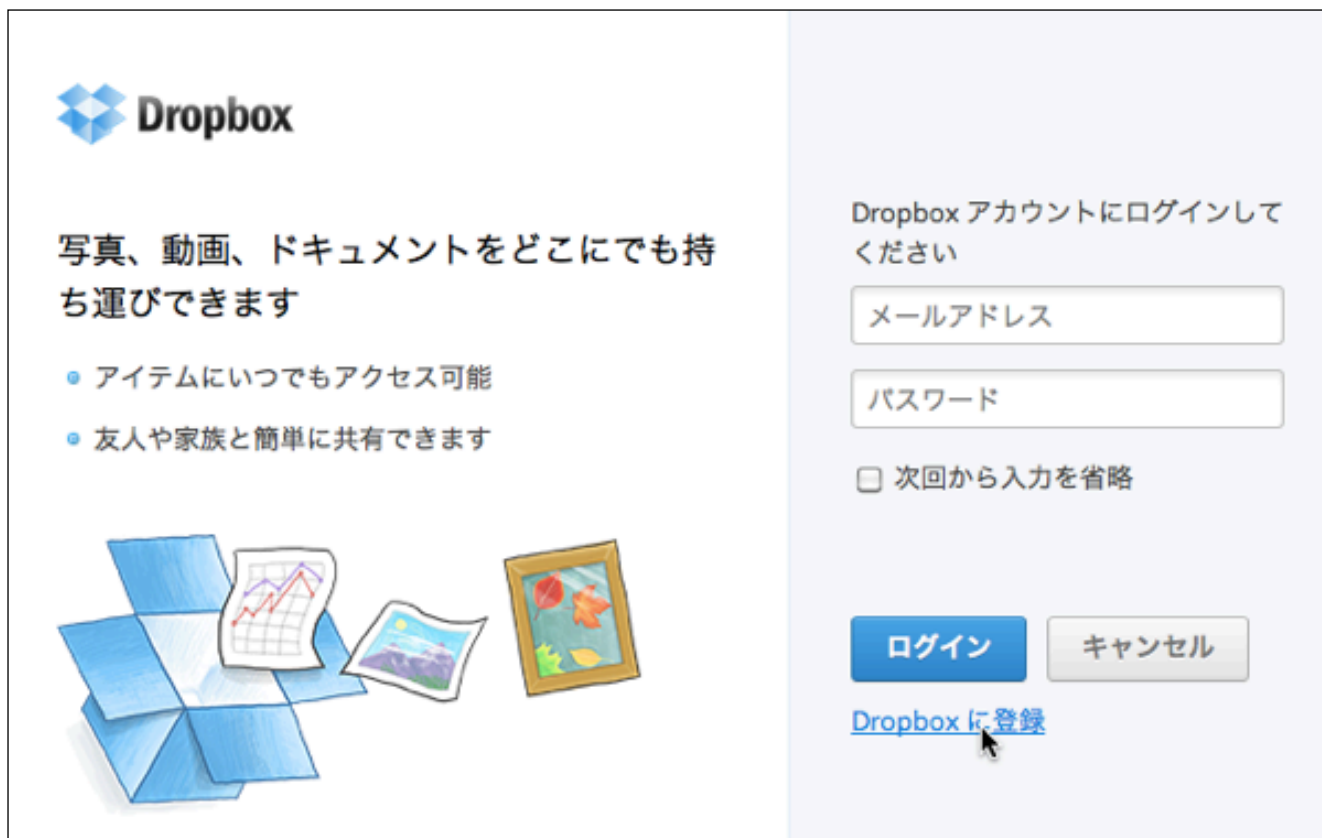 Dropbox
写真、動画、ドキュメントをどこにでも持
ち運びできます
アイテムにいつでもアクセス可能
友人や家族と簡単に共有できます
Dropbox アカウントにログインして
ください
メールアドレス
パスワード
次回から入力を省略
ログイン
キャンセル
Dropbox に登録